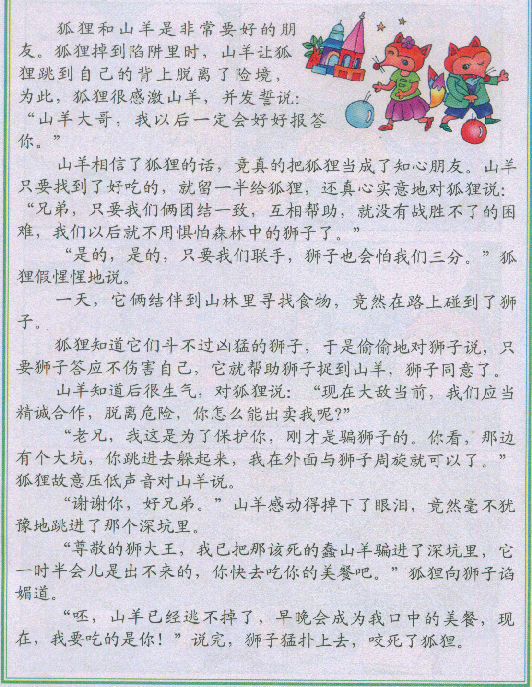 狐狸和山羊是非常要好的朋
友。狐狸掉到陷阱里时，山羊让狐
狸跳到自己的背上脱离了险境，
为此，狐狸很感激山羊，并发誓说：
“山羊大哥，我以后一定会好好报答
你。”
山羊相信了狐狸的话，竟真的把狐狸当成了知心朋友。山羊
只要找到了好吃的，就留一半给狐狸，还真心实意地对狐狸说：
“兄弟，只要我们俩团结一致，互相帮助，就没有战胜不了的困
难，我们以后就不用惧怕森林中的狮子了。”
“是的，是的，只要我们联手，狮子也会怕我们三分。”狐
狸假惺惺地说。
一天，它俩结伴到山林里寻找食物，竟然在路上碰到了狮
子。
狐狸知道它们斗不过凶猛的狮子，于是偷偷地对狮子说，只
要狮子答应不伤害自己，它就帮助狮子捉到山羊，狮子同意了。
山羊知道后很生气，对狐狸说：“现在大敌当前，我们应当
精诚合作，脱离危险，你怎么能出卖我呢?”
“老兄，我这是为了保护你，刚才是骗狮子的。你看，那边
有个大坑，你跳进去躲起来，我在外面与狮子周旋就可以了。”
狐狸故意压低声音对山羊说。
“谢谢你，好兄弟。”山羊感动得掉下了眼泪，竟然毫不犹
豫地跳进了那个深坑里。
“尊敬的狮大王，我已把那该死的蠢山羊骗进了深坑里，它
一时半会儿是出不来的，你快去吃你的美餐吧。”狐狸向狮子谄
媚道。
“呸，山羊已经逃不掉了，早晚会成为我口中的美餐，现
在，我要吃的是你！”说完，狮子猛扑上去，咬死了狐狸。